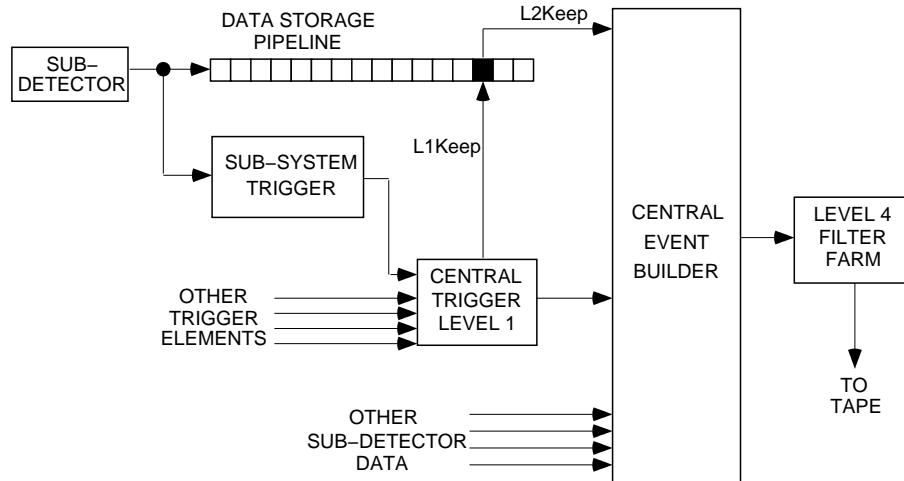 L2Keep
DATA STORAGE
PIPELINE
SUB–
DETECTOR
L1Keep
SUB–SYSTEM
TRIGGER
CENTRAL
EVENT
BUILDER
LEVEL 4
FILTER
FARM
CENTRAL
TRIGGER
LEVEL 1
OTHER
TRIGGER
ELEMENTS
TO
TAPE
OTHER
SUB–DETECTOR
DATA